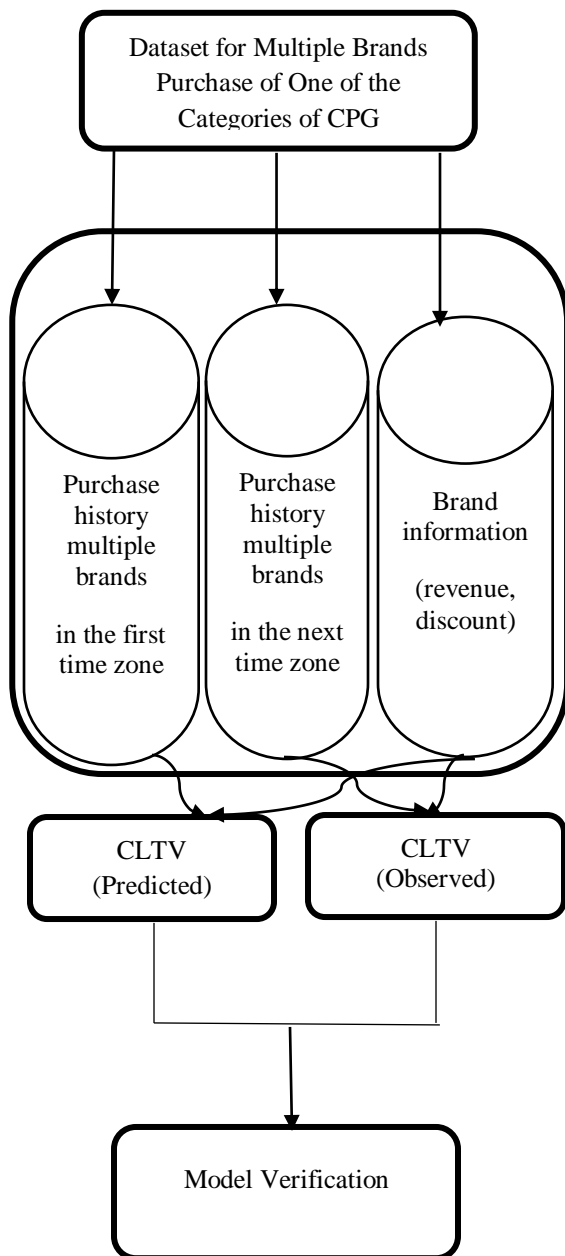 Dataset for Multiple Brands
Purchase of One of the
Categories of CPG
Purchase
history
multiple
brands
in the first
time zone
Purchase
history
multiple
brands
in the next
time zone
Brand
information
(revenue,
discount)
CLTV
(Predicted)
CLTV
(Observed)
Model Verification